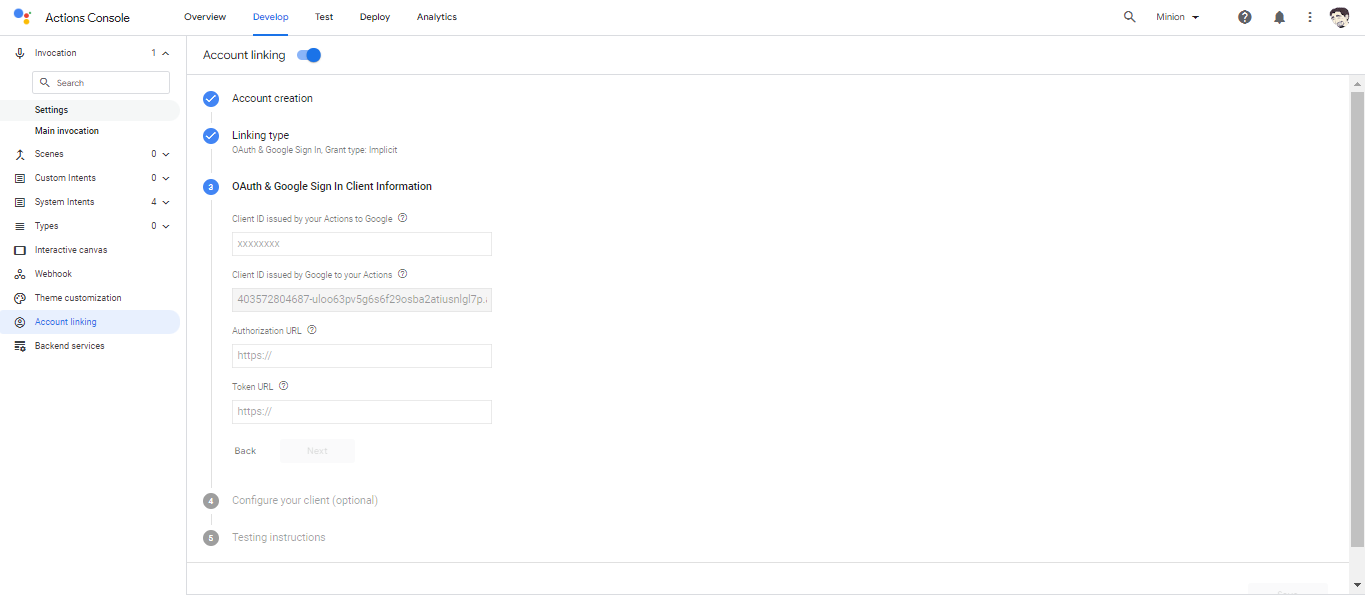 Actions Console
Overview Develop Test Deploy Analytics
Minion
Invocation 1
Search
Settings
Main invocation
Scenes 0
Custom Intents 0
System Intents 4
Types 0
Interactive canvas
Webhook
Theme customization
Account linking
Backend services
Account linking
Account creation
Linking type
OAuth & Google Sign In, Grant type: Implicit
3 OAuth & Google Sign In Client Information
Client ID issued by your Actions to Google
xxxxxxxx
Client ID issued by Google to your Actions
403572804687-uloo63pv5g6s6f29osba2atiusnlgl7p.
Authorization URL
https://
Token URL
https://
Back Next
4 Configure your client (optional)
5 Testing instructions